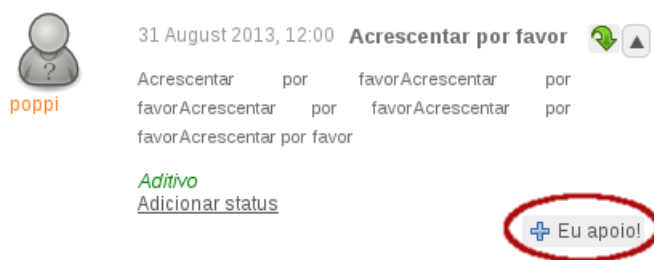 31 August 2013, 12:00 Acrescentar por favor
?
poppi
Acrescentar por favorAcrescentar por
favorAcrescentar por favorAcrescentar por
favorAcrescentar por favor
Aditivo
Adicionar status
Eu apoio!